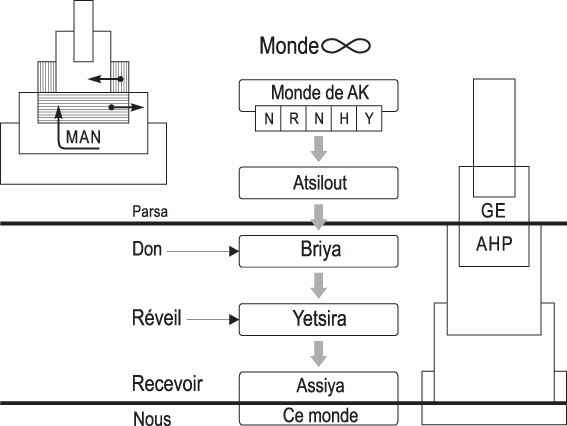 Monde∞
Monde de AK
N R N H Y
MAN
Atsilout
Parsa
GE
Don
Briya
AHP
Réveil
Yetsira
Recevoir
Assiya
Nous
Ce monde